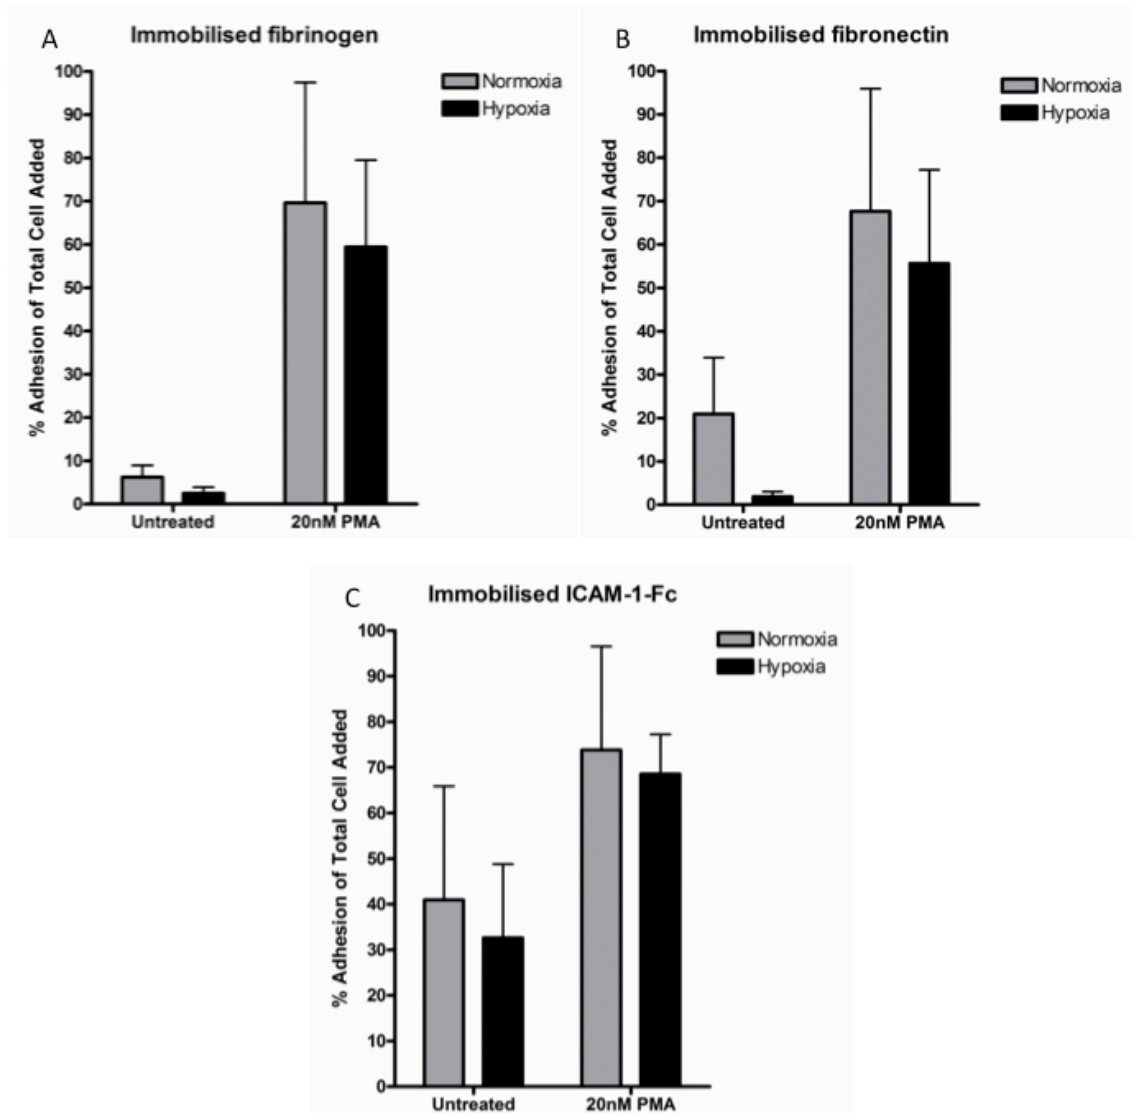 A
Immobilised fibrinogen
% Adhesion of Total Cell Added
100
90
80
70
60
50
40
30
20
10
0
Untreated
20nM PMA
Normoxia
Hypoxia
B
Immobilised fibronectin
% Adhesion of Total Cell Added
100
90
80
70
60
50
40
30
20
10
0
Untreated
20nM PMA
Normoxia
Hypoxia
C
Immobilised ICAM-1-Fc
% Adhesion of Total Cell Added
100
90
80
70
60
50
40
30
20
10
0
Untreated
20nM PMA
Normoxia
Hypoxia